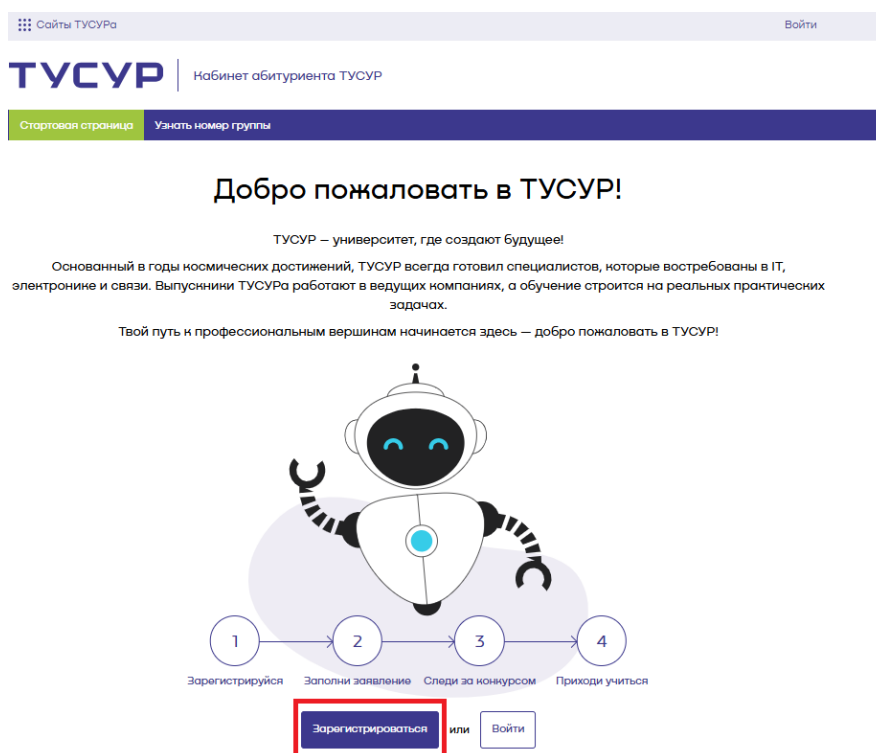 Сайты ТУСУРа
Войти
ТУСУР
Кабинет абитуриента ТУСУР
Стартовая страница
Узнать номер группы
Добро пожаловать в ТУСУР!
ТУСУР – университет, где создают будущее!
Основанный в годы космических достижений, ТУСУР всегда готовил специалистов, которые востребованы в IT,
электронике и связи. Выпускники ТУСУРа работают в ведущих компаниях, а обучение строится на реальных практических
задачах.
Твой путь к профессиональным вершинам начинается здесь — добро пожаловать в ТУСУР!
1
2
3
4
Зарегистрируйся
Заполни заявление
Следи за конкурсом
Приходи учиться
Зарегистрироваться
или
Войти